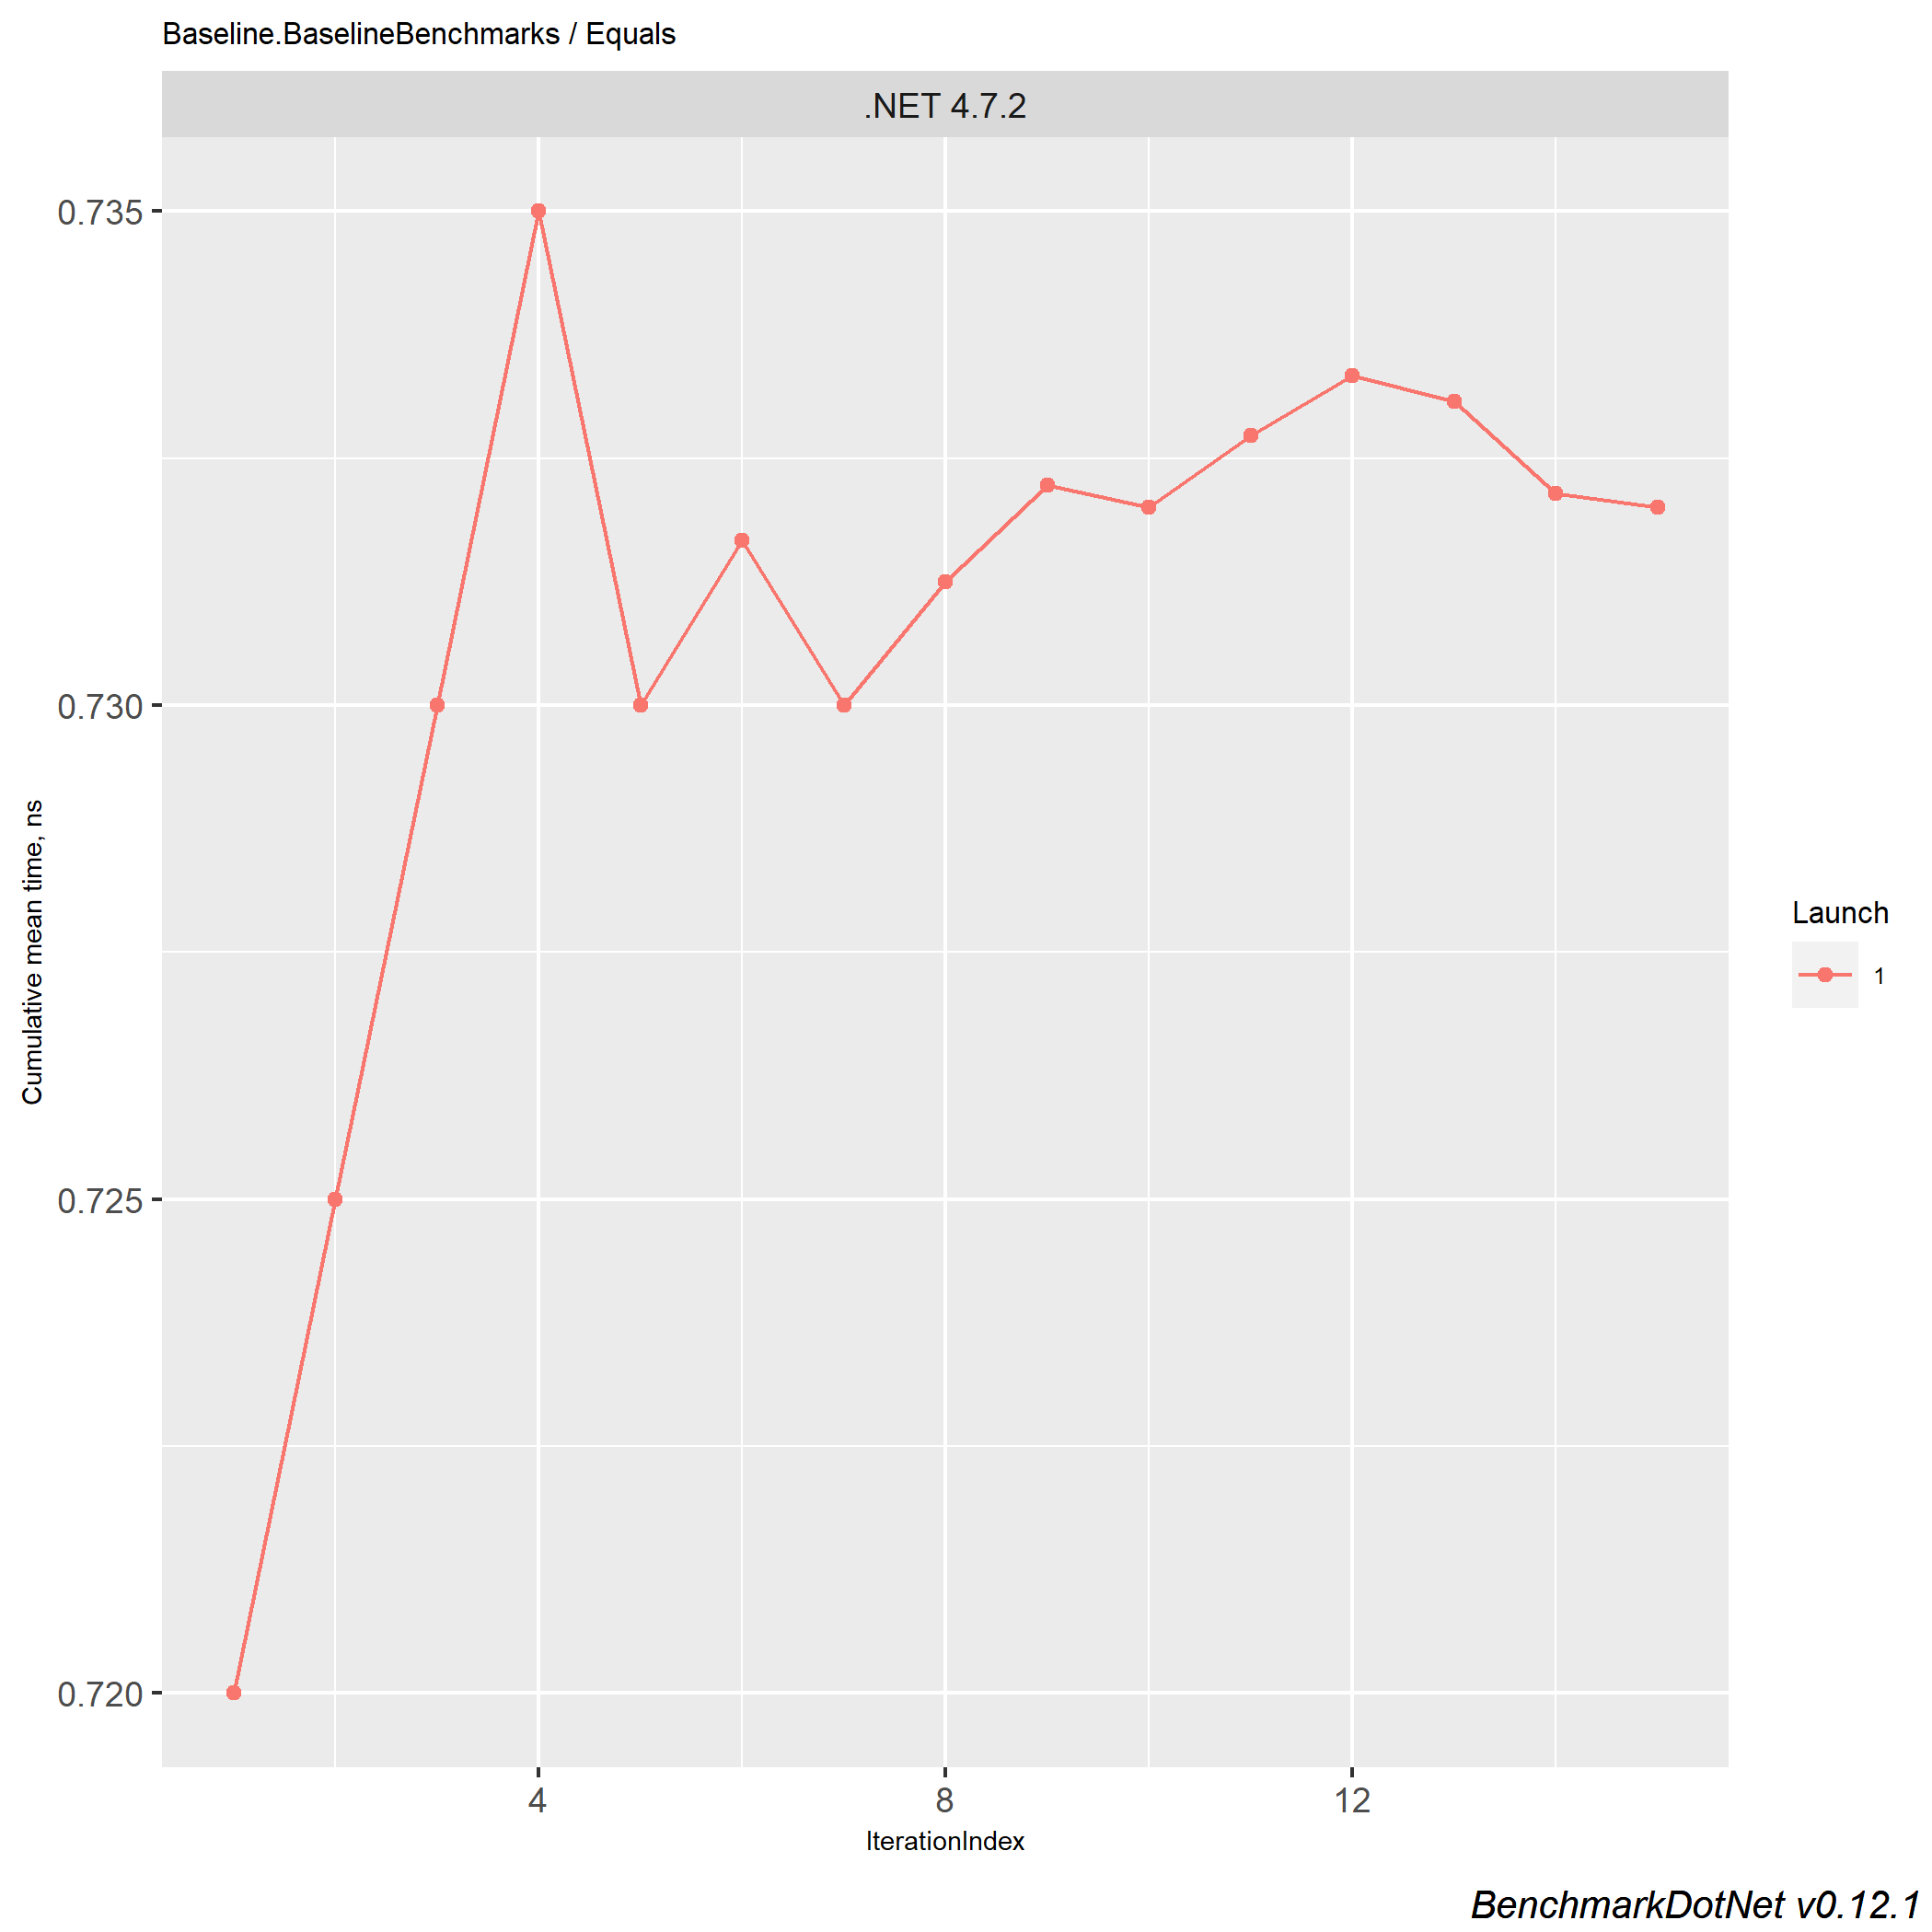 Baseline.BaselineBenchmarks / Equals
.NET 4.7.2
0.735
0.730
0.725
0.720
Cumulative mean time, ns
4
8
12
IterationIndex
Launch
1
BenchmarkDotNet v0.12.1